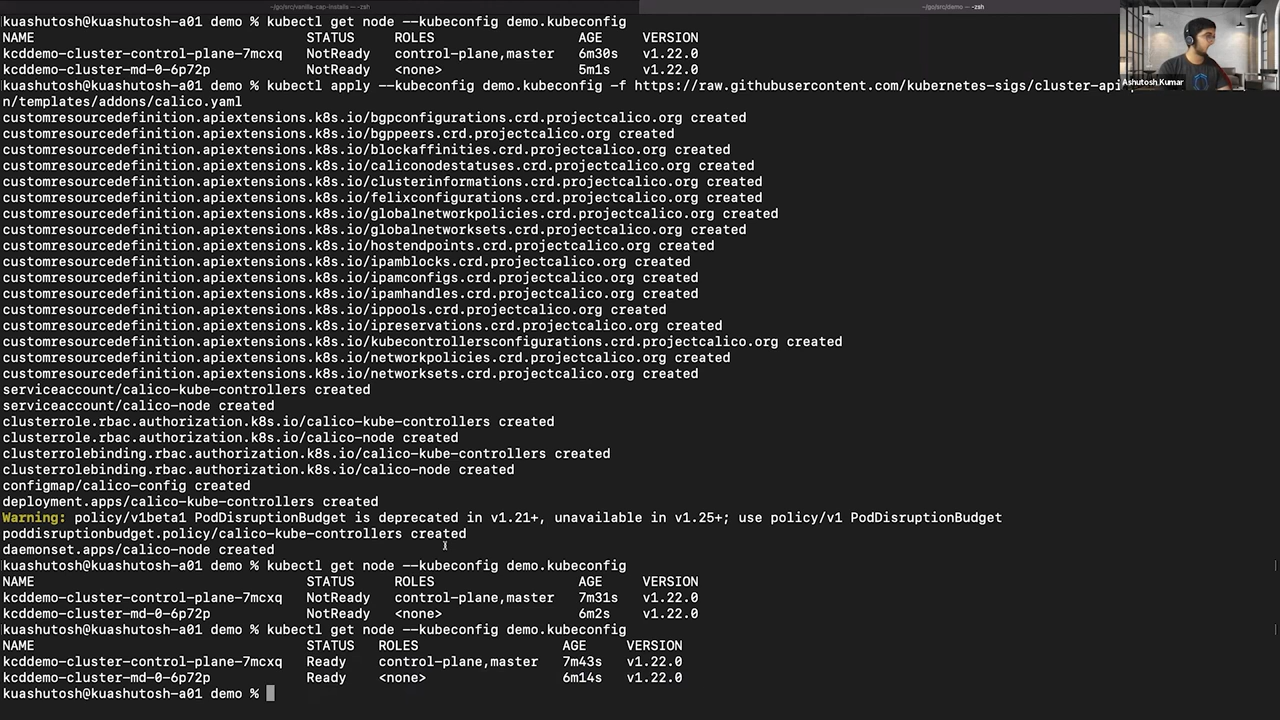 ~/go/src/vanilla-cap-installs — -zsh
~/go/src/demo — -zsh
kuashutosh@kuashutosh-a01 demo % kubectl get node --kubeconfig demo.kubeconfig
NAME STATUS ROLES AGE VERSION
kcddemo-cluster-control-plane-7mcxq NotReady control-plane,master 6m30s v1.22.0
kcddemo-cluster-md-0-6p72p NotReady <none> 5m1s v1.22.0
kuashutosh@kuashutosh-a01 demo % kubectl apply --kubeconfig demo.kubeconfig -f https://raw.githubusercontent.com/kubernetes-sigs/cluster-api-
n/templates/addons/calico.yaml
customresourcedefinition.apiextensions.k8s.io/bgpconfigurations.crd.projectcalico.org created
customresourcedefinition.apiextensions.k8s.io/bgppeers.crd.projectcalico.org created
customresourcedefinition.apiextensions.k8s.io/blockaffinities.crd.projectcalico.org created
customresourcedefinition.apiextensions.k8s.io/caliconodestatuses.crd.projectcalico.org created
customresourcedefinition.apiextensions.k8s.io/clusterinformations.crd.projectcalico.org created
customresourcedefinition.apiextensions.k8s.io/felixconfigurations.crd.projectcalico.org created
customresourcedefinition.apiextensions.k8s.io/globalnetworkpolicies.crd.projectcalico.org created
customresourcedefinition.apiextensions.k8s.io/globalnetworksets.crd.projectcalico.org created
customresourcedefinition.apiextensions.k8s.io/hostendpoints.crd.projectcalico.org created
customresourcedefinition.apiextensions.k8s.io/ipamblocks.crd.projectcalico.org created
customresourcedefinition.apiextensions.k8s.io/ipamconfigs.crd.projectcalico.org created
customresourcedefinition.apiextensions.k8s.io/ipamhandles.crd.projectcalico.org created
customresourcedefinition.apiextensions.k8s.io/ippools.crd.projectcalico.org created
customresourcedefinition.apiextensions.k8s.io/ipreservations.crd.projectcalico.org created
customresourcedefinition.apiextensions.k8s.io/kubecontrollersconfigurations.crd.projectcalico.org created
customresourcedefinition.apiextensions.k8s.io/networkpolicies.crd.projectcalico.org created
customresourcedefinition.apiextensions.k8s.io/networksets.crd.projectcalico.org created
serviceaccount/calico-kube-controllers created
serviceaccount/calico-node created
clusterrole.rbac.authorization.k8s.io/calico-kube-controllers created
clusterrole.rbac.authorization.k8s.io/calico-node created
clusterrolebinding.rbac.authorization.k8s.io/calico-kube-controllers created
clusterrolebinding.rbac.authorization.k8s.io/calico-node created
configmap/calico-config created
deployment.apps/calico-kube-controllers created
Warning: policy/v1beta1 PodDisruptionBudget is deprecated in v1.21+, unavailable in v1.25+; use policy/v1 PodDisruptionBudget
poddisruptionbudget.policy/calico-kube-controllers created
daemonset.apps/calico-node created
kuashutosh@kuashutosh-a01 demo % kubectl get node --kubeconfig demo.kubeconfig
NAME STATUS ROLES AGE VERSION
kcddemo-cluster-control-plane-7mcxq NotReady control-plane,master 7m31s v1.22.0
kcddemo-cluster-md-0-6p72p NotReady <none> 6m2s v1.22.0
kuashutosh@kuashutosh-a01 demo % kubectl get node --kubeconfig demo.kubeconfig
NAME STATUS ROLES AGE VERSION
kcddemo-cluster-control-plane-7mcxq Ready control-plane,master 7m43s v1.22.0
kcddemo-cluster-md-0-6p72p Ready <none> 6m14s v1.22.0
kuashutosh@kuashutosh-a01 demo %
Ashutosh Kumar